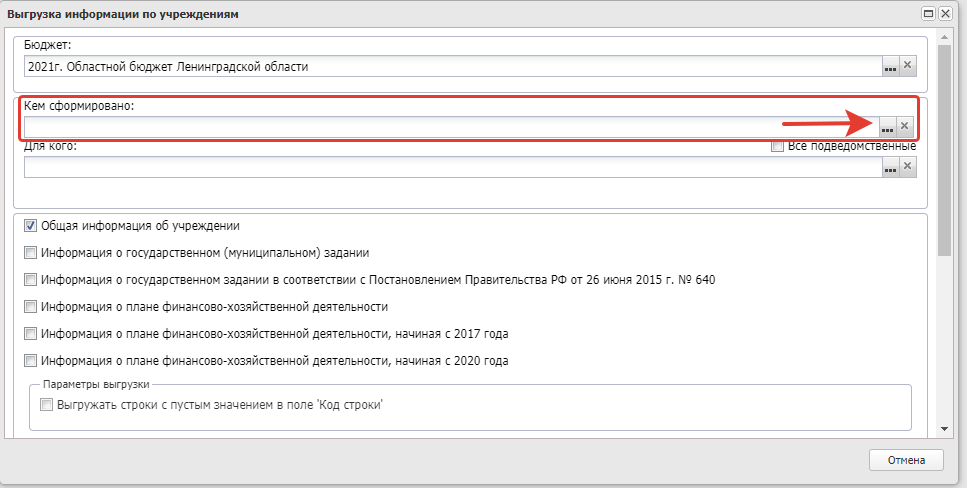 Выгрузка информации по учреждениям
Бюджет:
2021г. Областной бюджет Ленинградской области
Кем сформировано:
Для кого:
Все подведомственные
Общая информация об учреждении
Информация о государственном (муниципальном) задании
Информация о государственном задании в соответствии с Постановлением Правительства РФ от 26 июня 2015 г. № 640
Информация о плане финансово-хозяйственной деятельности
Информация о плане финансово-хозяйственной деятельности, начиная с 2017 года
Информация о плане финансово-хозяйственной деятельности, начиная с 2020 года
Параметры выгрузки
Выгружать строки с пустым значением в поле 'Код строки'
Отмена